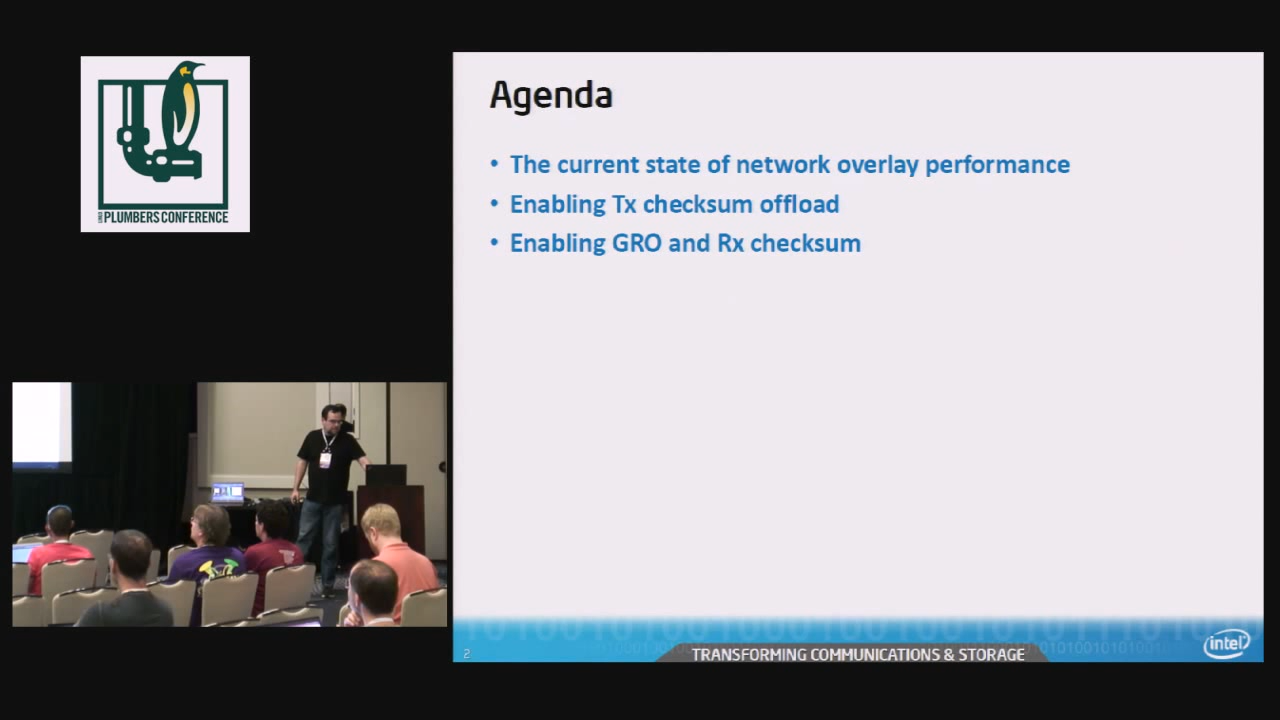 LINUX PLUMBERS CONFERENCE
Agenda
• The current state of network overlay performance
• Enabling Tx checksum offload
• Enabling GRO and Rx checksum
2
TRANSFORMING COMMUNICATIONS & STORAGE
intel